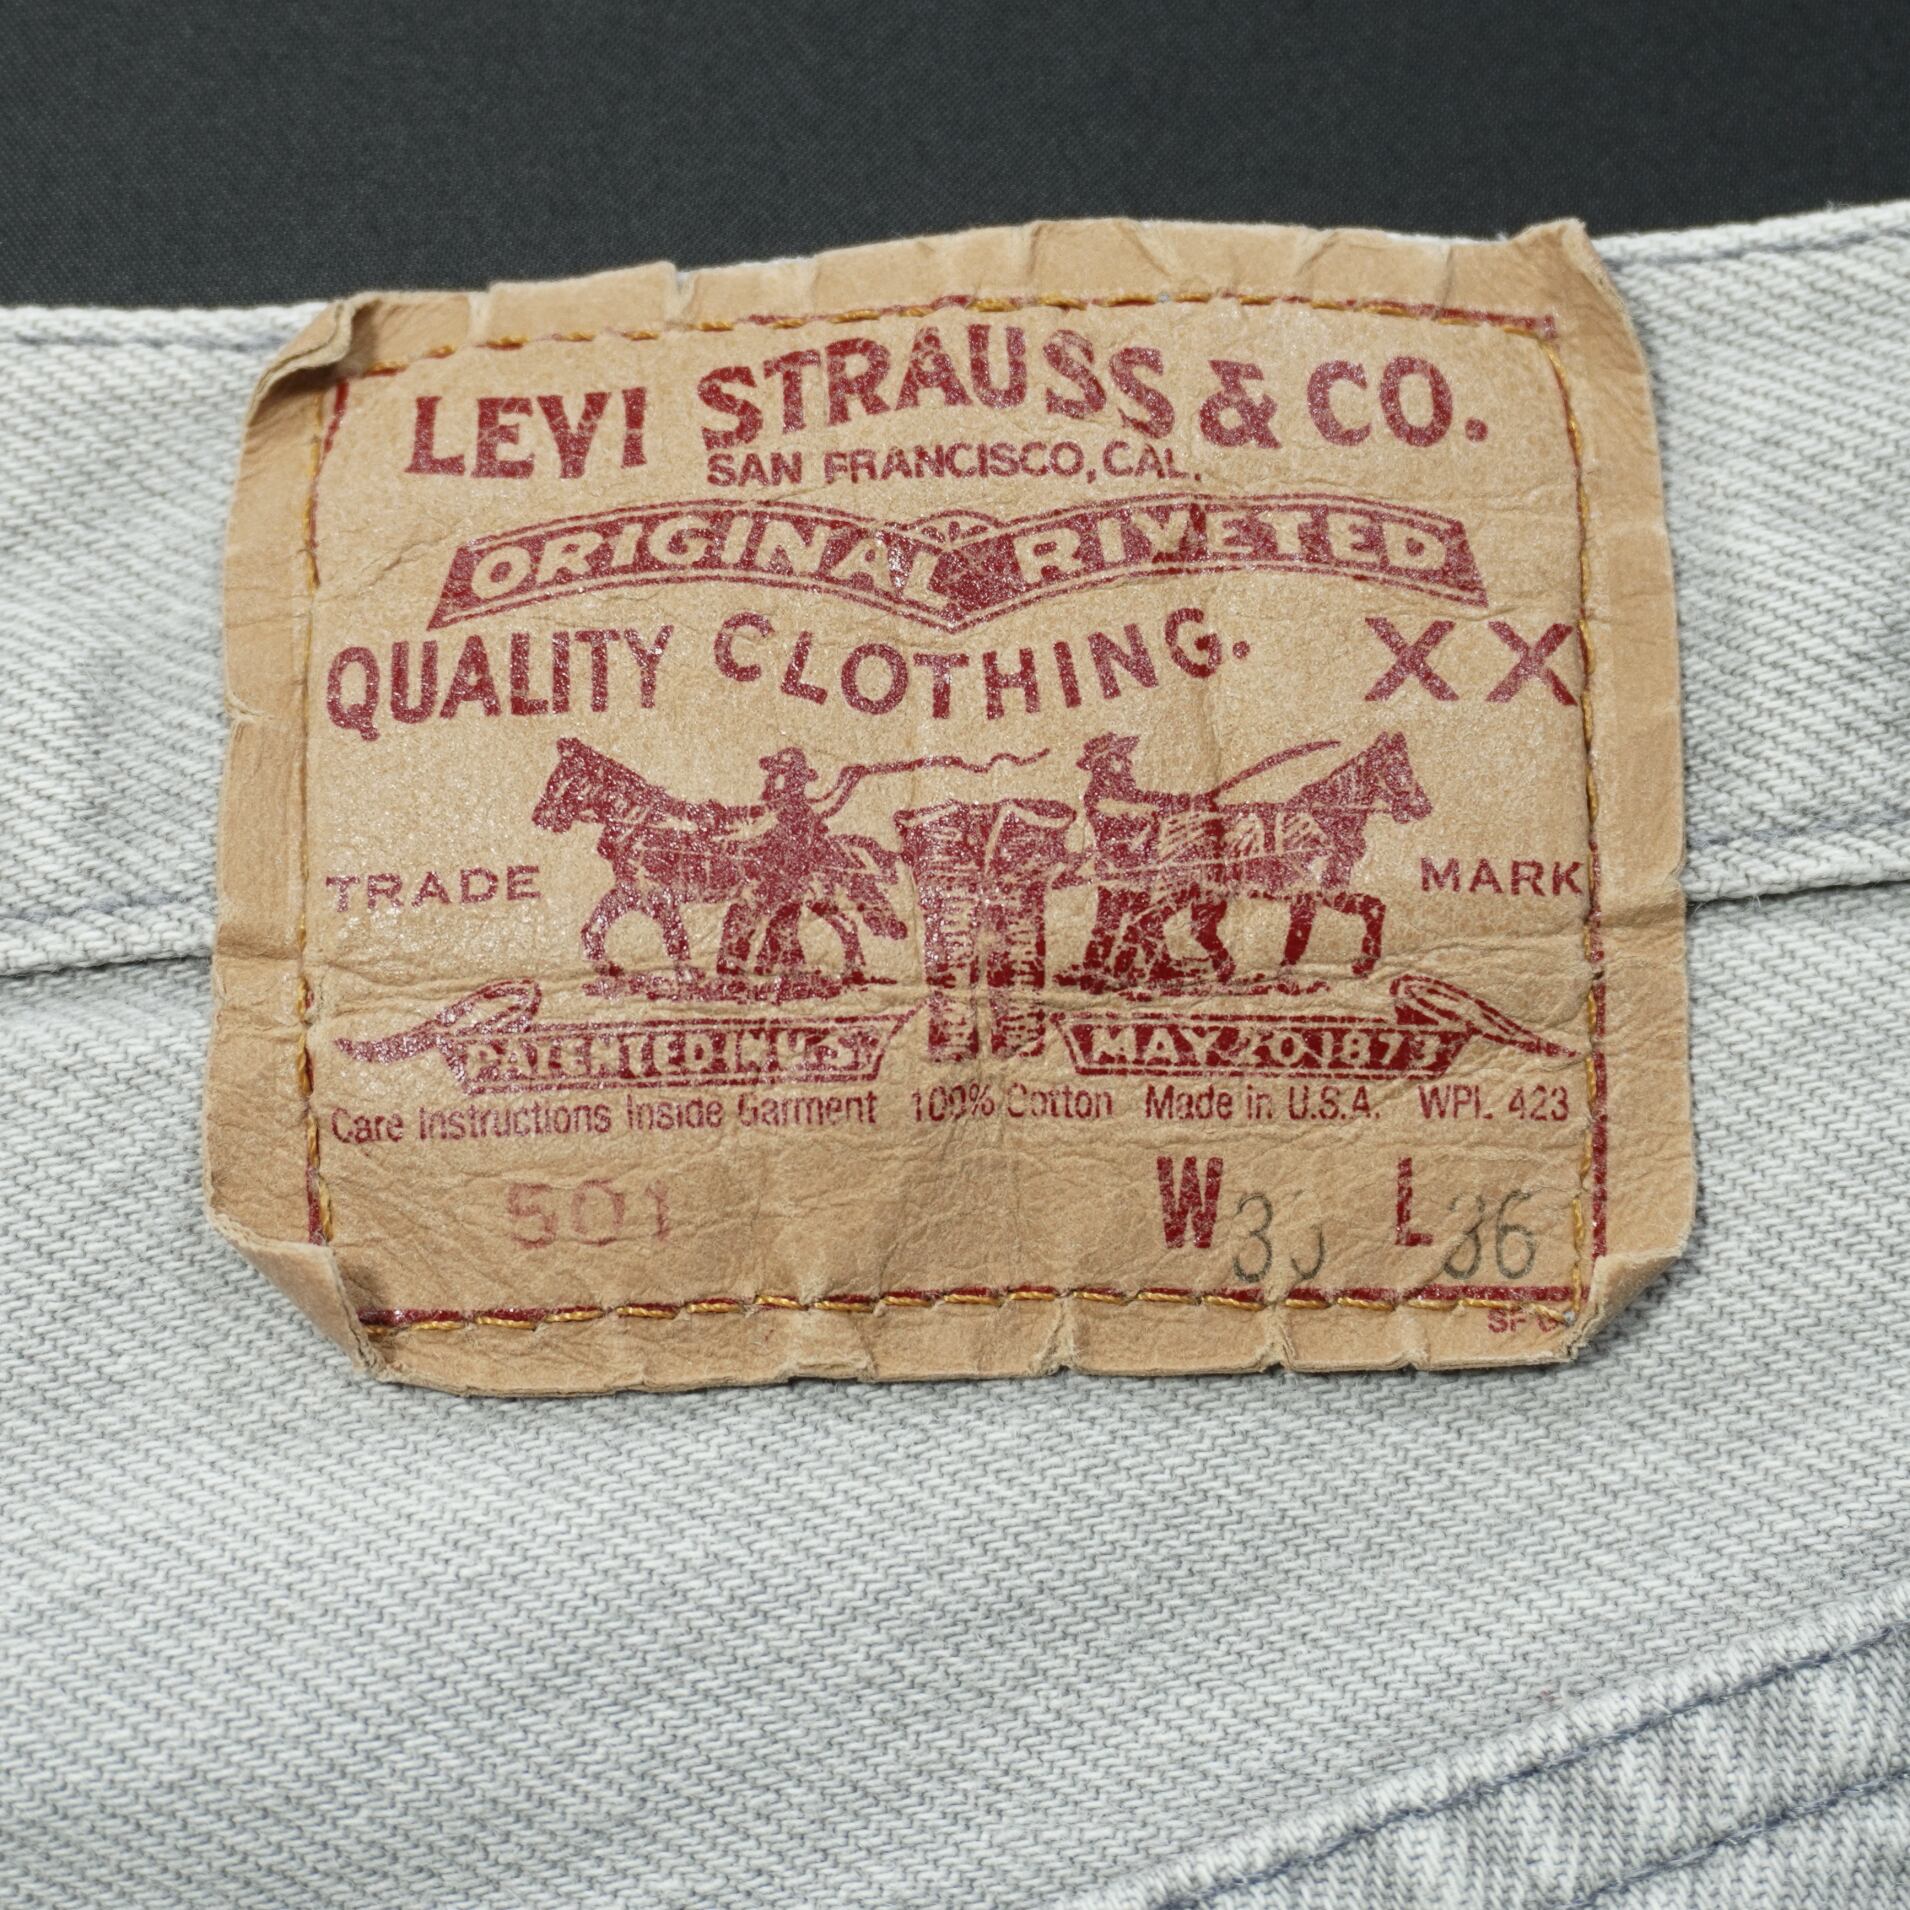 LEVI STRAUSS & CO.
SAN FRANCISCO, CAL.
ORIGINAL RIVETED
QUALITY CLOTHING. XX
TRADE MARK
PATENTED IN U.S. MAY 20 1873
Care Instructions Inside Garment 100% Cotton Made in U.S.A. WPL 423
501 W L 36